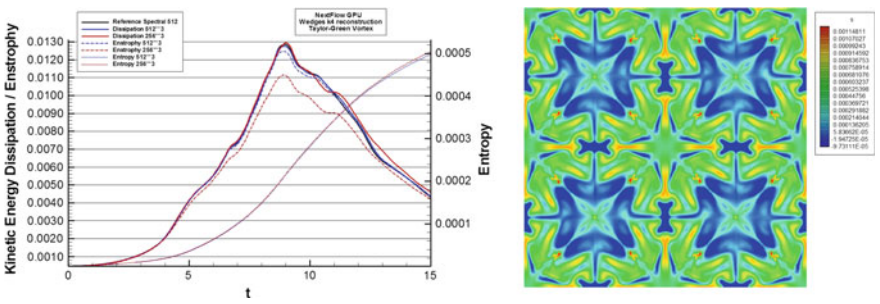 Reference Spectral 512
Dissipation 512**3
Dissipation 256**3
Enstrophy 512**3
Enstrophy 256**3
Entropy 512**3
Entropy 256**3
NextFlow GPU
Wedges k4 reconstruction
Taylor-Green Vortex
Kinetic Energy Dissipation / Enstrophy
0.0130
0.0120
0.0110
0.0100
0.0090
0.0080
0.0070
0.0060
0.0050
0.0040
0.0030
0.0020
0.0010
0
5
10
15
t
0.0005
0.0004
0.0003
0.0002
0.0001
Entropy
s
0.00114811
0.00107027
0.00099243
0.000914592
0.000836753
0.000758914
0.000681076
0.000603237
0.000525398
0.00044756
0.000369721
0.000291882
0.000214044
0.000136205
5.83662E-05
-1.94725E-05
-9.73111E-05